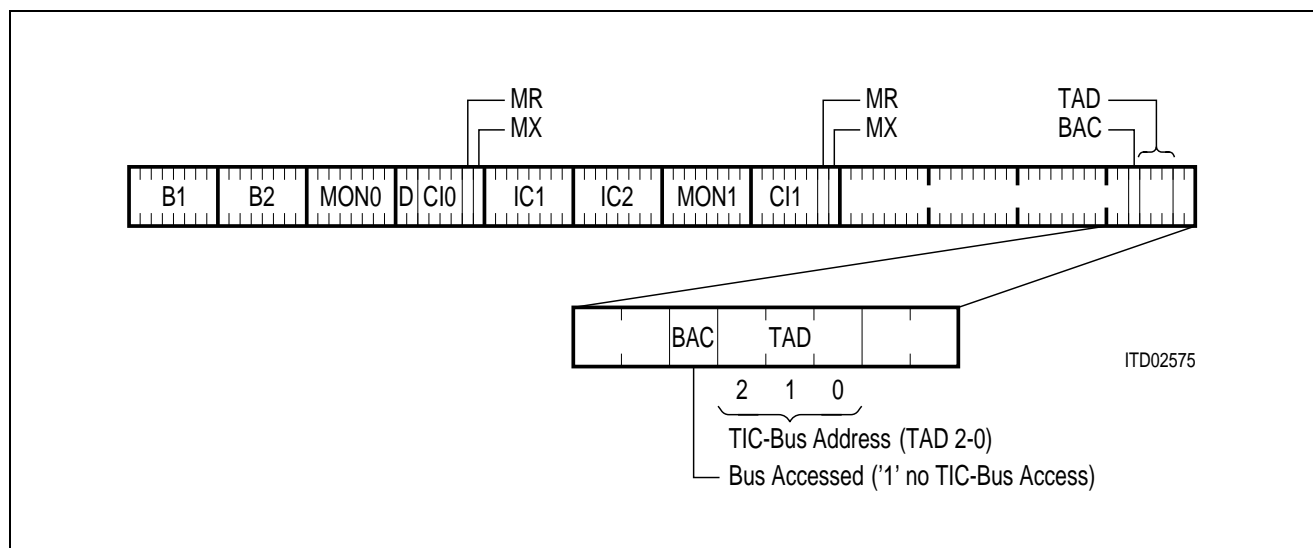 MR MR TAD
MX MX BAC
B1 B2 MON0 D CI0 IC1 IC2 MON1 CI1
BAC TAD
ITD02575
2 1 0
TIC-Bus Address (TAD 2-0)
Bus Accessed ('1' no TIC-Bus Access)